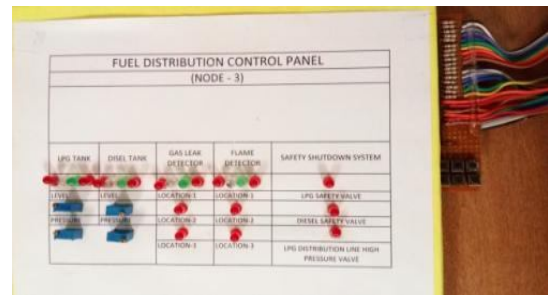 FUEL DISTRIBUTION CONTROL PANEL
(NODE - 3)
LPG TANK DISEL TANK GAS LEAK DETECTOR FLAME DETECTOR SAFETY SHUTDOWN SYSTEM
LEVEL LEVEL LOCATION-1 LOCATION-1 LPG SAFETY VALVE
PRESSURE PRESSURE LOCATION-2 LOCATION-2 DIESEL SAFETY VALVE
LOCATION-3 LOCATION-3 LPG DISTRIBUTION LINE HIGH
PRESSURE VALVE